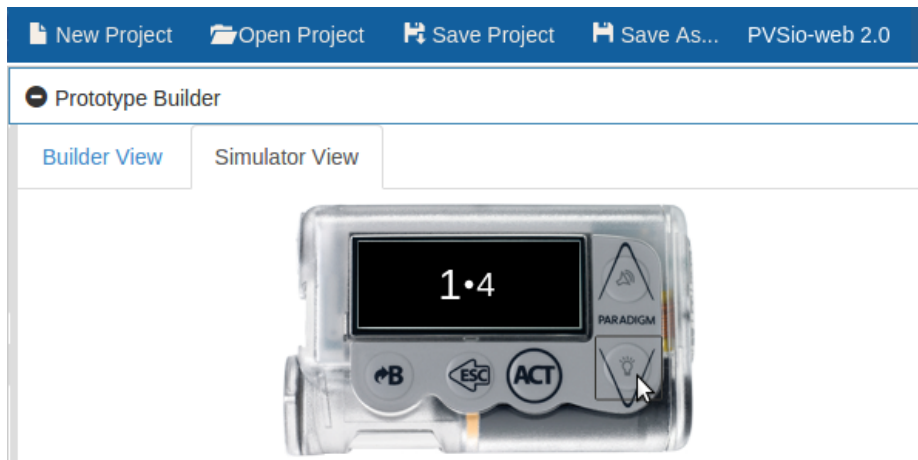 New Project Open Project Save Project Save As... PVSio-web 2.0
Prototype Builder
Builder View Simulator View
1•4
PARADIGM
B ESC ACT